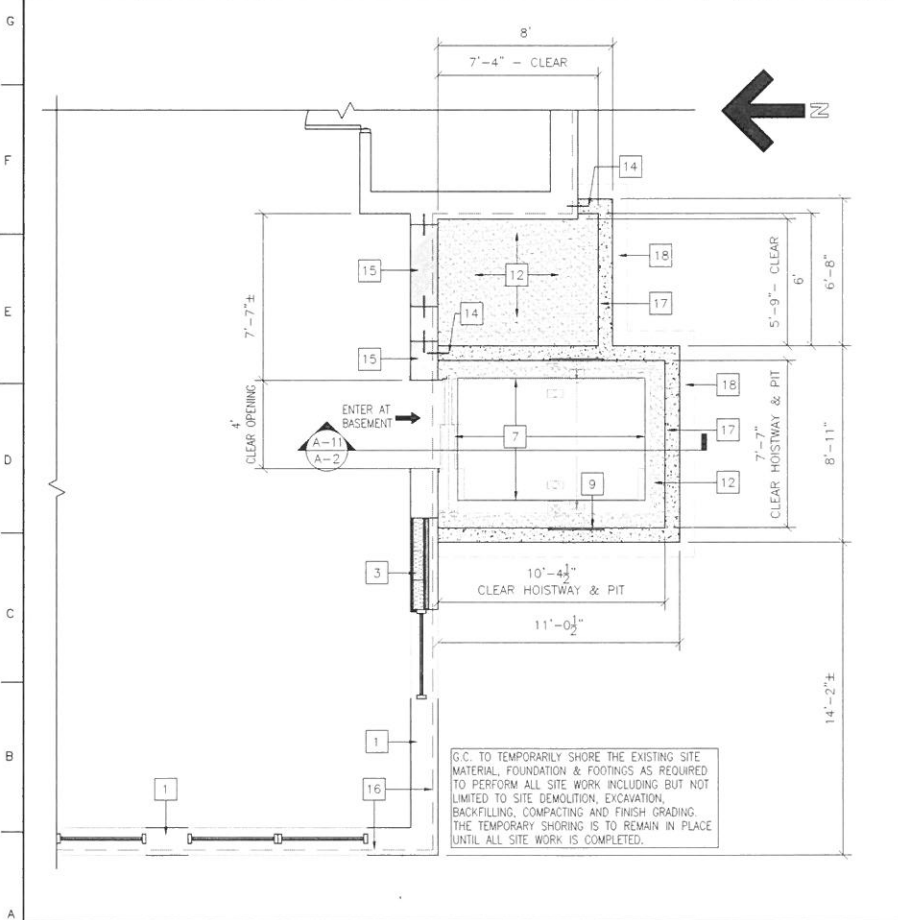 G
8'
7'-4" - CLEAR
N
F
14
15
12
18
5'-9"- CLEAR
6'
6'-8"
7'-7"±
17
14
E
15
18
4'
CLEAR OPENING
ENTER AT
BASEMENT
A-11
A-2
7
17
7'-7"
CLEAR HOISTWAY & PIT
8'-11"
D
9
12
3
10'-4½"
CLEAR HOISTWAY & PIT
C
11'-0½"
14'-2"±
1
B
G.C. TO TEMPORARILY SHORE THE EXISTING SITE
MATERIAL, FOUNDATION & FOOTINGS AS REQUIRED
TO PERFORM ALL SITE WORK INCLUDING BUT NOT
LIMITED TO SITE DEMOLITION, EXCAVATION,
BACKFILLING, COMPACTING AND FINISH GRADING.
THE TEMPORARY SHORING IS TO REMAIN IN PLACE
UNTIL ALL SITE WORK IS COMPLETED.
1
16
A